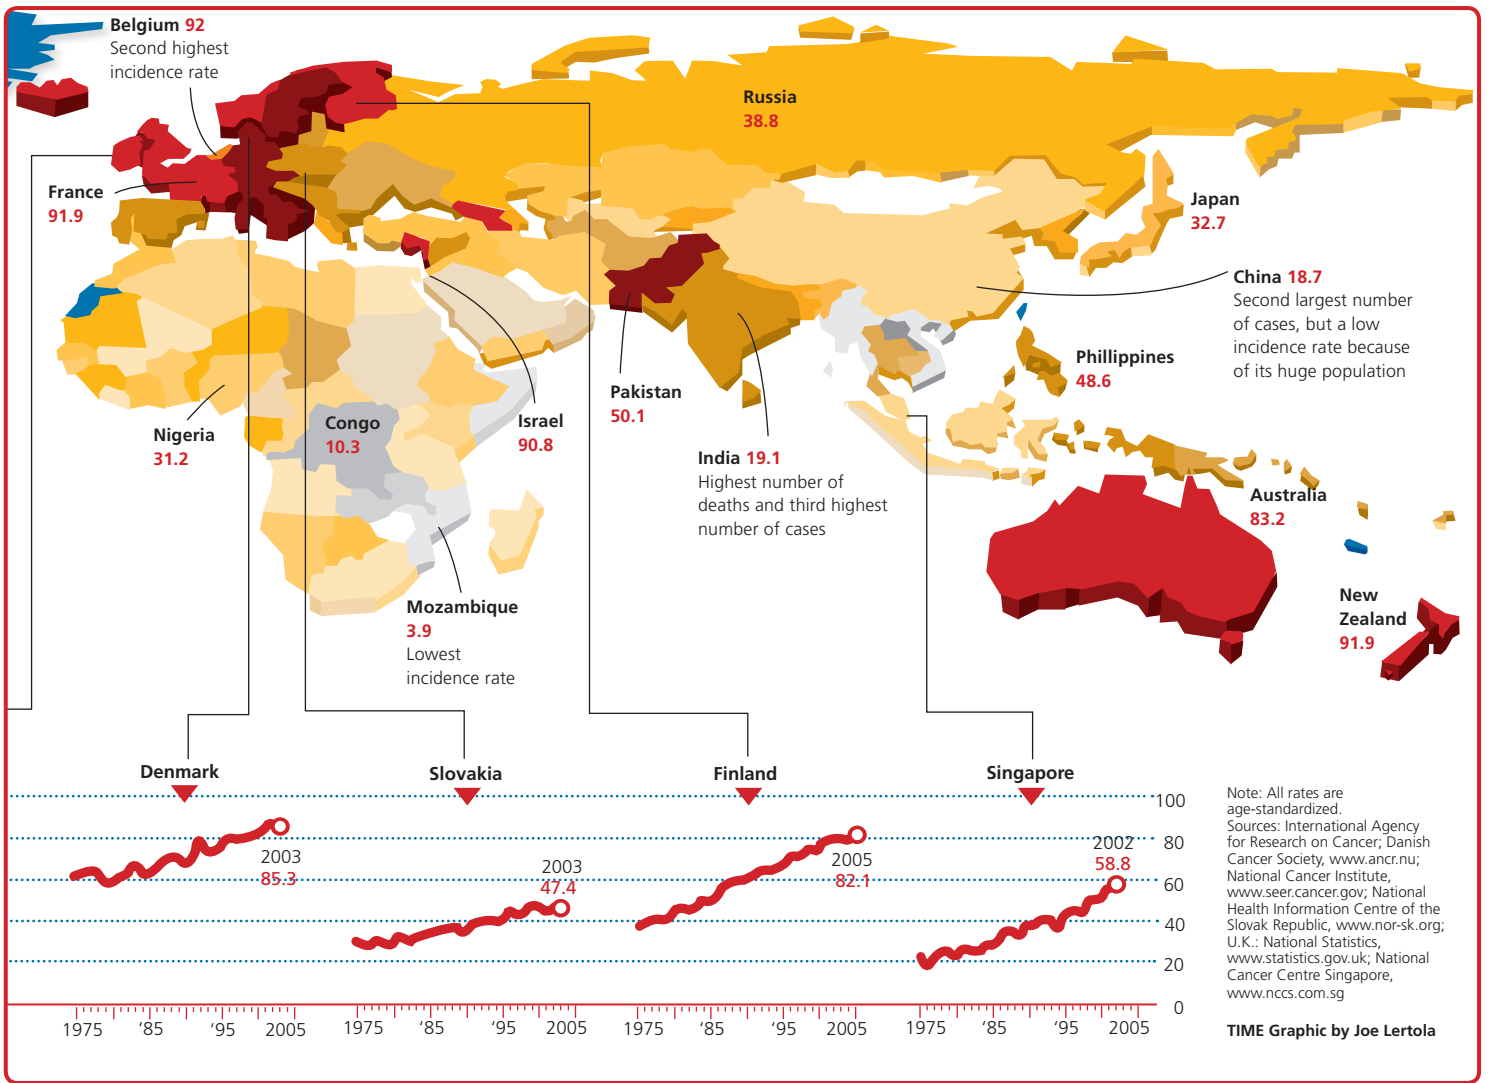 Belgium 92
Second highest
incidence rate
France
91.9
Russia
38.8
Japan
32.7
China 18.7
Second largest number
of cases, but a low
incidence rate because
of its huge population
Phillippines
48.6
Pakistan
50.1
Israel
90.8
Nigeria
31.2
Congo
10.3
India 19.1
Highest number of
deaths and third highest
number of cases
Australia
83.2
Mozambique
3.9
Lowest
incidence rate
New
Zealand
91.9
Denmark
Slovakia
Finland
Singapore
100
80
60
40
20
0
2003
85.3
2003
47.4
2005
82.1
2002
58.8
1975 '85 '95 2005
1975 '85 '95 2005
1975 '85 '95 2005
1975 '85 '95 2005
Note: All rates are
age-standardized.
Sources: International Agency
for Research on Cancer; Danish
Cancer Society, www.ancr.nu;
National Cancer Institute,
www.seer.cancer.gov; National
Health Information Centre of the
Slovak Republic, www.nor-sk.org;
U.K.: National Statistics,
www.statistics.gov.uk; National
Cancer Centre Singapore,
www.nccs.com.sg
TIME Graphic by Joe Lertola